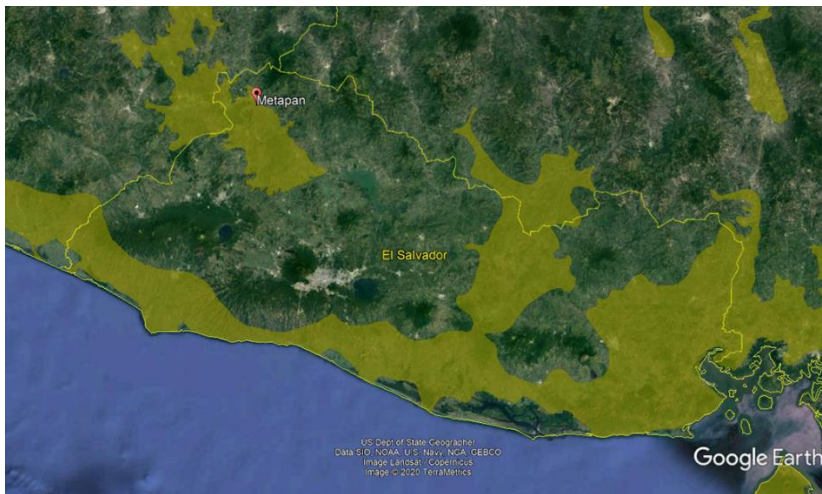 Metapan
El Salvador
US Dept of State Geographer
Data SIO, NOAA, U.S. Navy, NGA, GEBCO
Image Landsat / Copernicus
Image © 2020 TerraMetrics
Google Earth